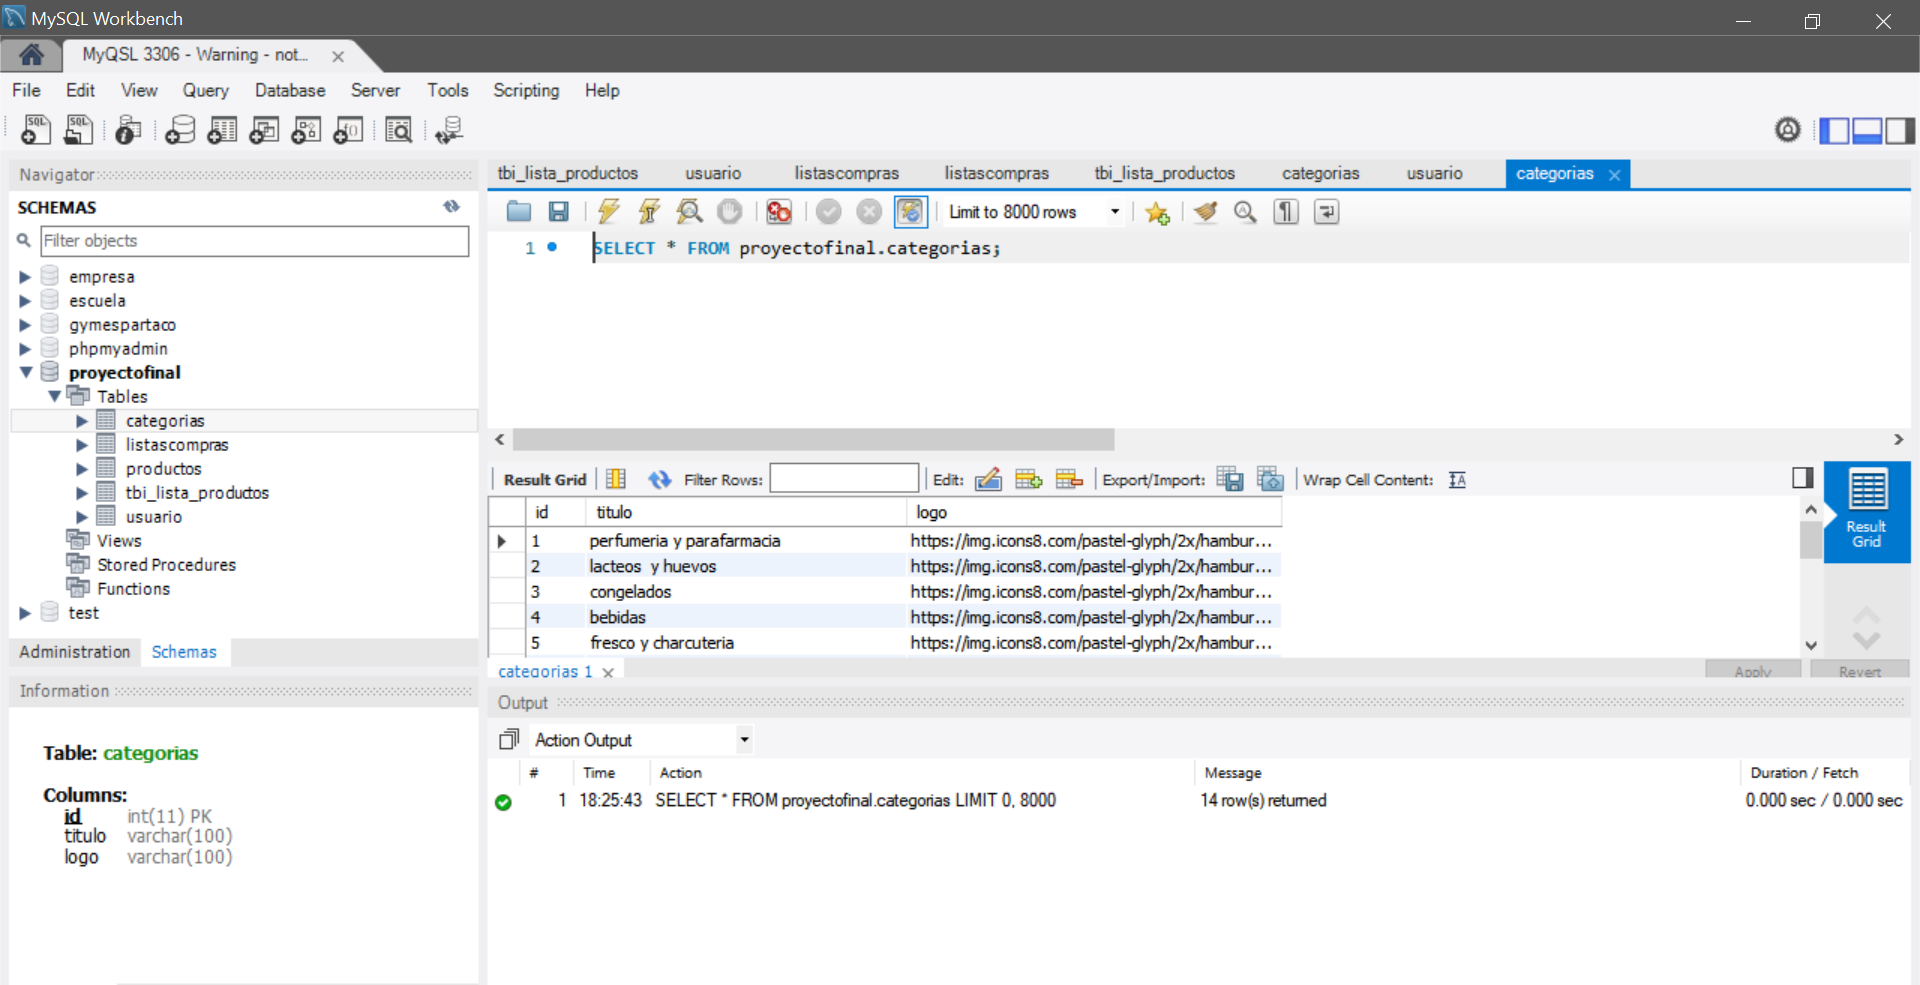 MySQL Workbench
MyQSL 3306 - Warning - not...
File Edit View Query Database Server Tools Scripting Help
Navigator
SCHEMAS
Filter objects
empresa
escuela
gymespartaco
phpmyadmin
proyectofinal
Tables
categorias
listascompras
productos
tbi_lista_productos
usuario
Views
Stored Procedures
Functions
test
Administration Schemas
Information
Table: categorias
Columns:
id int(11) PK
titulo varchar(100)
logo varchar(100)
tbi_lista_productos usuario listascompras listascompras tbi_lista_productos categorias usuario categorias
Limit to 8000 rows
1 SELECT * FROM proyectofinal.categorias;
Result Grid Filter Rows: Edit: Export/Import: Wrap Cell Content:
id titulo logo
1 perfumeria y parafarmacia https://img.icons8.com/pastel-glyph/2x/hambur...
2 lacteos y huevos https://img.icons8.com/pastel-glyph/2x/hambur...
3 congelados https://img.icons8.com/pastel-glyph/2x/hambur...
4 bebidas https://img.icons8.com/pastel-glyph/2x/hambur...
5 fresco y charcuteria https://img.icons8.com/pastel-glyph/2x/hambur...
Result
Grid
categorias 1
Apply Revert
Output
Action Output
# Time Action Message Duration / Fetch
1 18:25:43 SELECT * FROM proyectofinal.categorias LIMIT 0, 8000 14 row(s) returned 0.000 sec / 0.000 sec